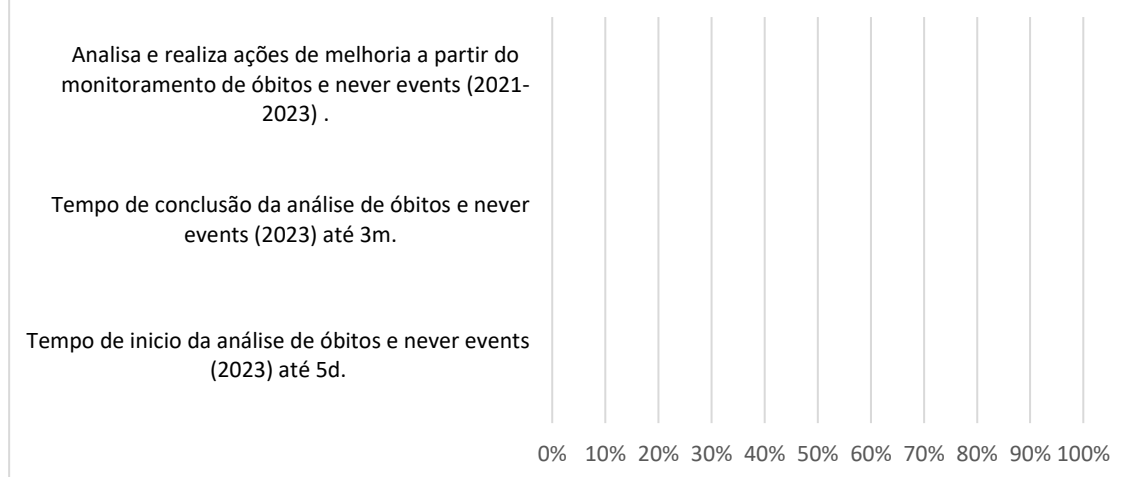 Analisa e realiza ações de melhoria a partir do
monitoramento de óbitos e never events (2021-
2023) .
Tempo de conclusão da análise de óbitos e never
events (2023) até 3m.
Tempo de inicio da análise de óbitos e never events
(2023) até 5d.
0% 10% 20% 30% 40% 50% 60% 70% 80% 90% 100%